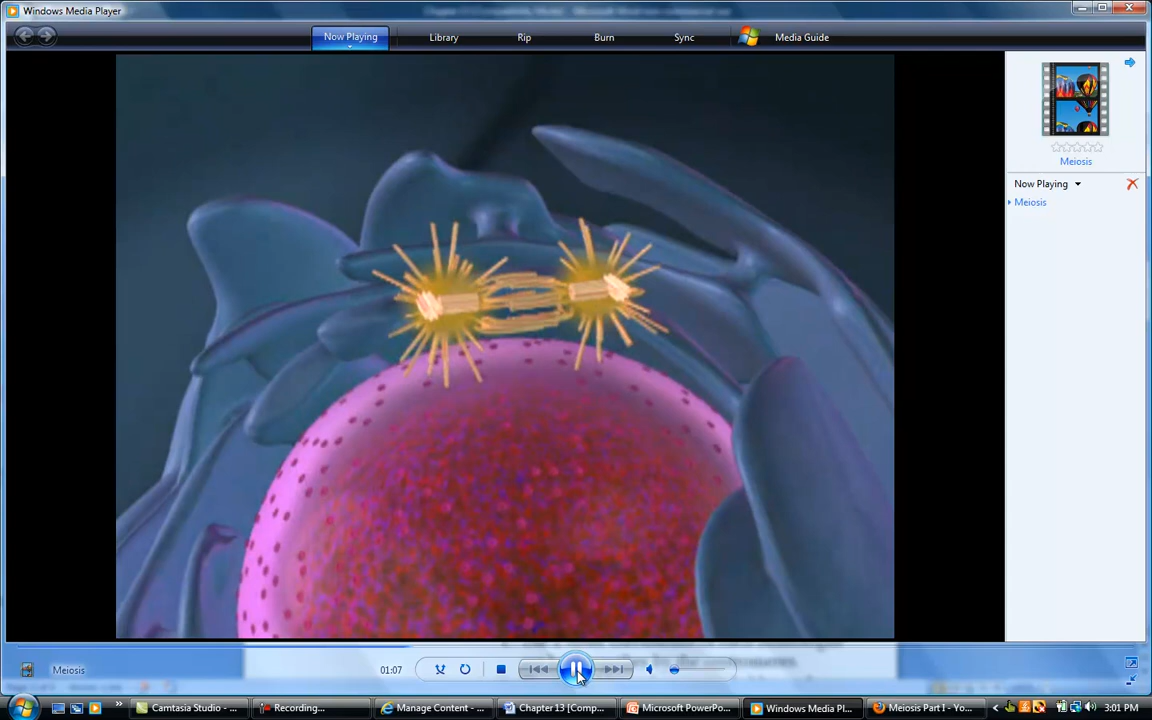 Windows Media Player
Now Playing
Library
Rip
Burn
Sync
Media Guide
Meiosis
Now Playing
Meiosis
Meiosis
01:07
Camtasia Studio - ...
Recording...
Manage Content - ...
Chapter 13 [Comp...
Microsoft PowerPo...
Windows Media Pl...
Meiosis Part I - Yo...
3:01 PM